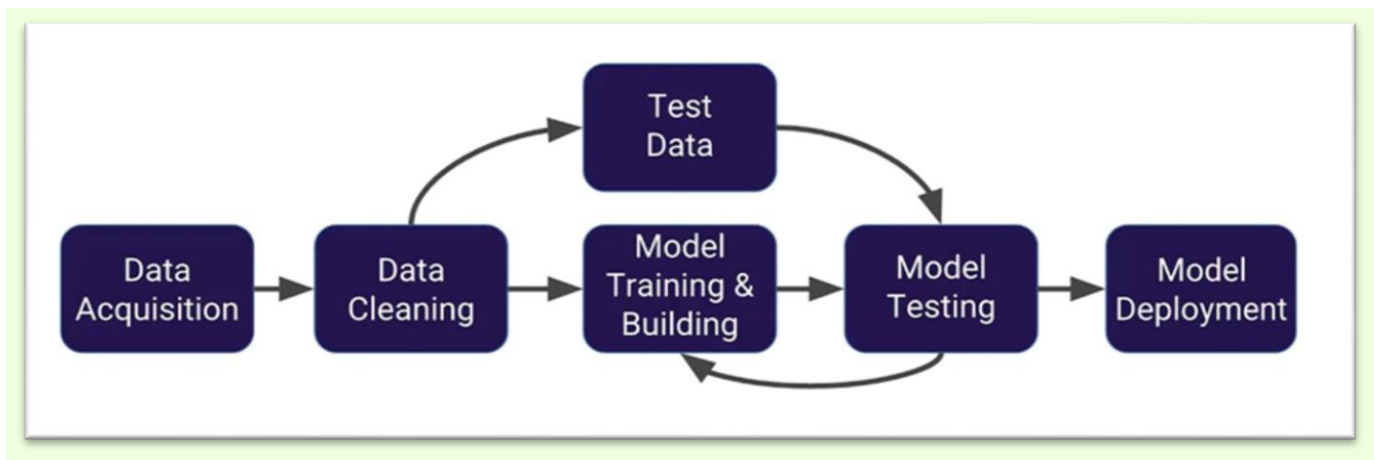 Test
Data
Data
Acquisition
Data
Cleaning
Model
Training &
Building
Model
Testing
Model
Deployment